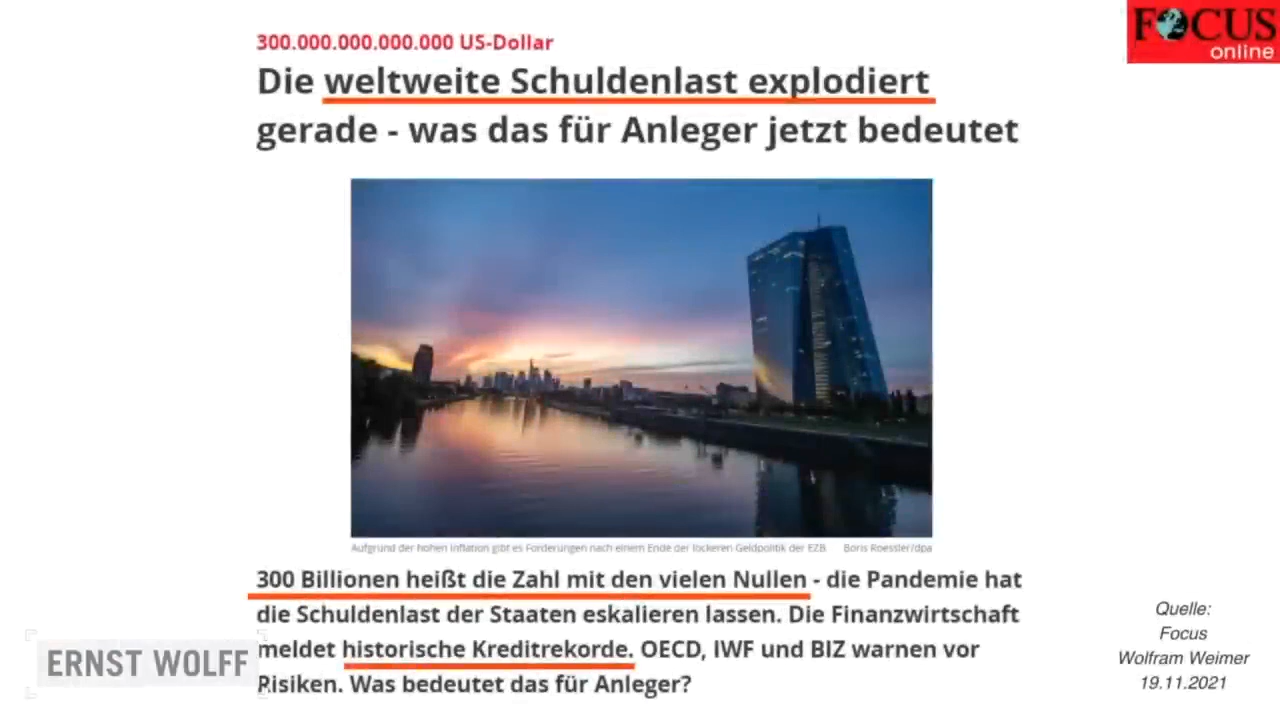 FOCUS
online
300.000.000.000.000 US-Dollar
Die weltweite Schuldenlast explodiert
gerade - was das für Anleger jetzt bedeutet
Aufgrund der hohen Inflation gibt es Forderungen nach einem Ende der lockeren Geldpolitik der EZB. Boris Roessler/dpa
300 Billionen heißt die Zahl mit den vielen Nullen - die Pandemie hat
die Schuldenlast der Staaten eskalieren lassen. Die Finanzwirtschaft
meldet historische Kreditrekorde. OECD, IWF und BIZ warnen vor
Risiken. Was bedeutet das für Anleger?
ERNST WOLFF
Quelle:
Focus
Wolfram Weimer
19.11.2021